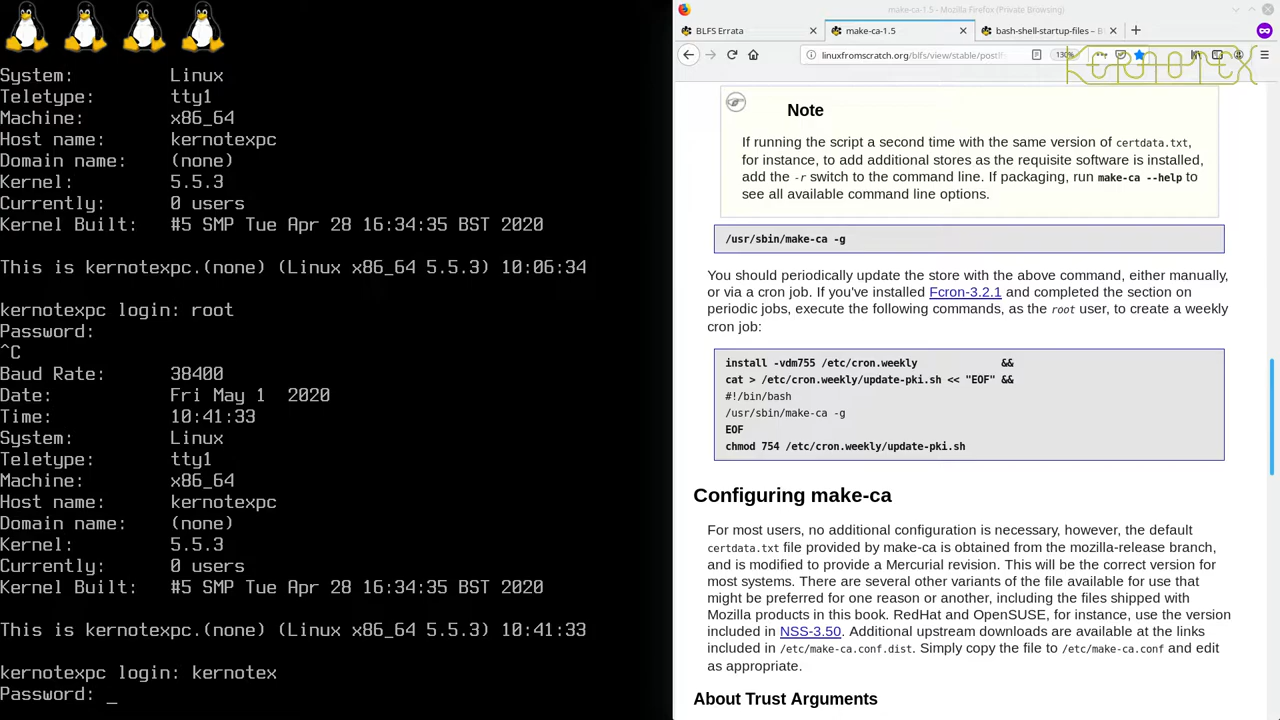 System: Linux
Teletype: tty1
Machine: x86_64
Host name: kernotexpc
Domain name: (none)
Kernel: 5.5.3
Currently: 0 users
Kernel Built: #5 SMP Tue Apr 28 16:34:35 BST 2020
This is kernotexpc.(none) (Linux x86_64 5.5.3) 10:06:34
kernotexpc login: root
Password:
^C
Baud Rate: 38400
Date: Fri May 1 2020
Time: 10:41:33
System: Linux
Teletype: tty1
Machine: x86_64
Host name: kernotexpc
Domain name: (none)
Kernel: 5.5.3
Currently: 0 users
Kernel Built: #5 SMP Tue Apr 28 16:34:35 BST 2020
This is kernotexpc.(none) (Linux x86_64 5.5.3) 10:41:33
kernotexpc login: kernotex
Password: _
make-ca-1.5 - Mozilla Firefox (Private Browsing)
BLFS Errata
make-ca-1.5
bash-shell-startup-files – B
linuxfromscratch.org/blfs/view/stable/postl
130%
KERNOTEX
Note
If running the script a second time with the same version of certdata.txt,
for instance, to add additional stores as the requisite software is installed,
add the -r switch to the command line. If packaging, run make-ca --help to
see all available command line options.
/usr/sbin/make-ca -g
You should periodically update the store with the above command, either manually,
or via a cron job. If you've installed Fcron-3.2.1 and completed the section on
periodic jobs, execute the following commands, as the root user, to create a weekly
cron job:
install -vdm755 /etc/cron.weekly &&
cat > /etc/cron.weekly/update-pki.sh << "EOF" &&
#!/bin/bash
/usr/sbin/make-ca -g
EOF
chmod 754 /etc/cron.weekly/update-pki.sh
Configuring make-ca
For most users, no additional configuration is necessary, however, the default
certdata.txt file provided by make-ca is obtained from the mozilla-release branch,
and is modified to provide a Mercurial revision. This will be the correct version for
most systems. There are several other variants of the file available for use that
might be preferred for one reason or another, including the files shipped with
Mozilla products in this book. RedHat and OpenSUSE, for instance, use the version
included in NSS-3.50. Additional upstream downloads are available at the links
included in /etc/make-ca.conf.dist. Simply copy the file to /etc/make-ca.conf and edit
as appropriate.
About Trust Arguments